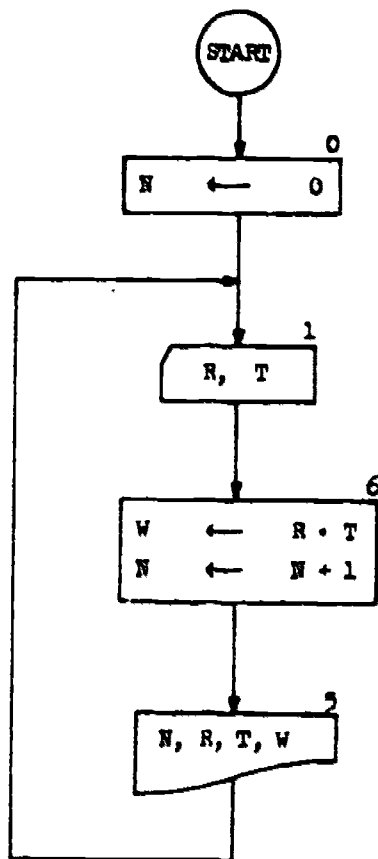 START
0
N ← 0
1
R, T
6
W ← R · T
N ← N + 1
5
N, R, T, W